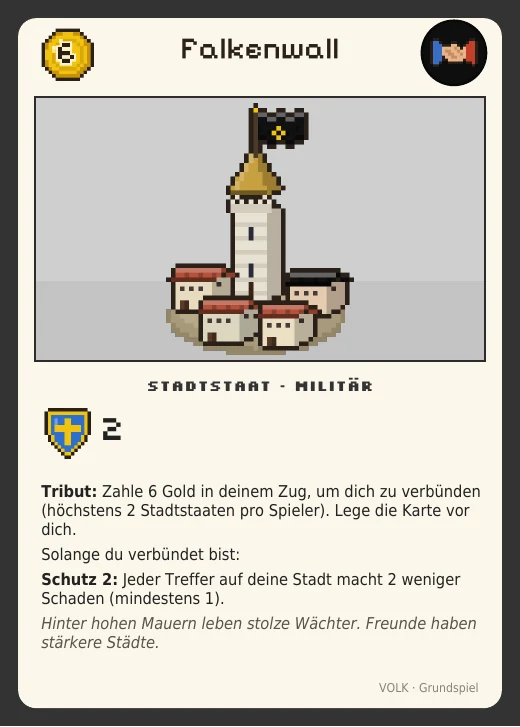 6
Falkenwall
STADTSTAAT - MILITÄR
2
Tribut: Zahle 6 Gold in deinem Zug, um dich zu verbünden
(höchstens 2 Stadtstaaten pro Spieler). Lege die Karte vor
dich.
Solange du verbündet bist:
Schutz 2: Jeder Treffer auf deine Stadt macht 2 weniger
Schaden (mindestens 1).
Hinter hohen Mauern leben stolze Wächter. Freunde haben
stärkere Städte.
VOLK · Grundspiel